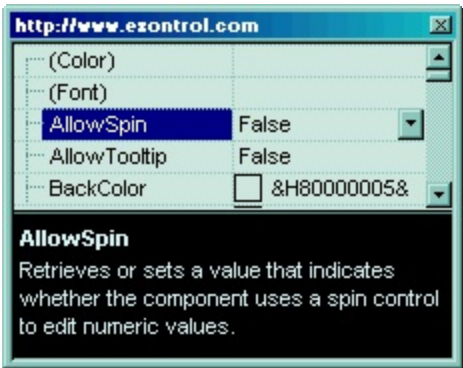 http://www.exontrol.com
(Color)
(Font)
AllowSpin False
AllowTooltip False
BackColor &H80000005&
AllowSpin
Retrieves or sets a value that indicates
whether the component uses a spin control
to edit numeric values.